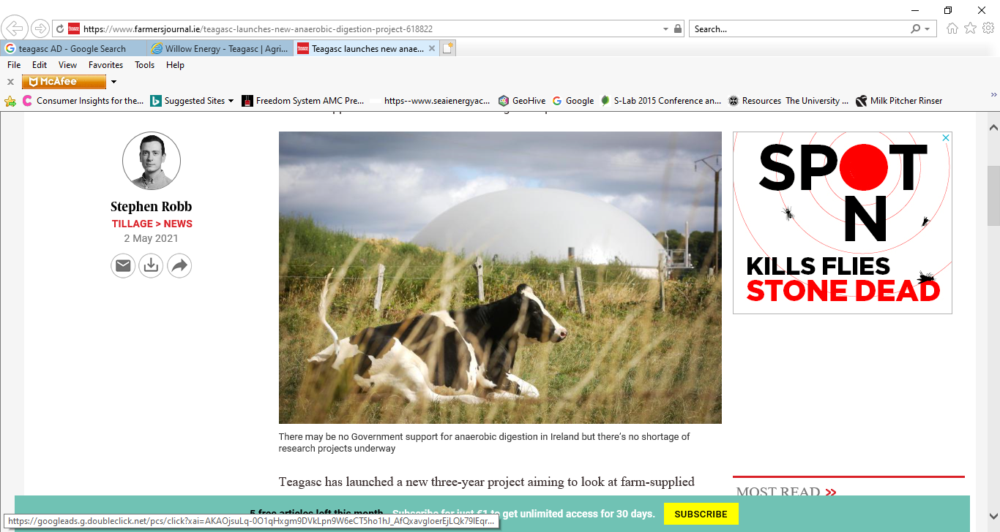 https://www.farmersjournal.ie/teagasc-launches-new-anaerobic-digestion-project-618822
Search...
teagasc AD - Google Search
Willow Energy - Teagasc | Agri...
Teagasc launches new anae...
File Edit View Favorites Tools Help
McAfee
Consumer Insights for the...
Suggested Sites
Freedom System AMC Pre...
https--www.seaienergyac...
GeoHive
Google
S-Lab 2015 Conference an...
Resources The University ...
Milk Pitcher Rinser
Stephen Robb
TILLAGE > NEWS
2 May 2021
SPOT
N
KILLS FLIES
STONE DEAD
There may be no Government support for anaerobic digestion in Ireland but there's no shortage of
research projects underway
Teagasc has launched a new three-year project aiming to look at farm-supplied
MOST READ »
5 free articles left this month. Subscribe for just €1 to get unlimited access for 30 days.
SUBSCRIBE
https://googleads.g.doubleclick.net/pcs/click?xai=AKAOjsuLq-0O1qHxgm9DVkLpn9W6eCT5ho1hJ_AfQxavgloerEjLQk79lEqr...